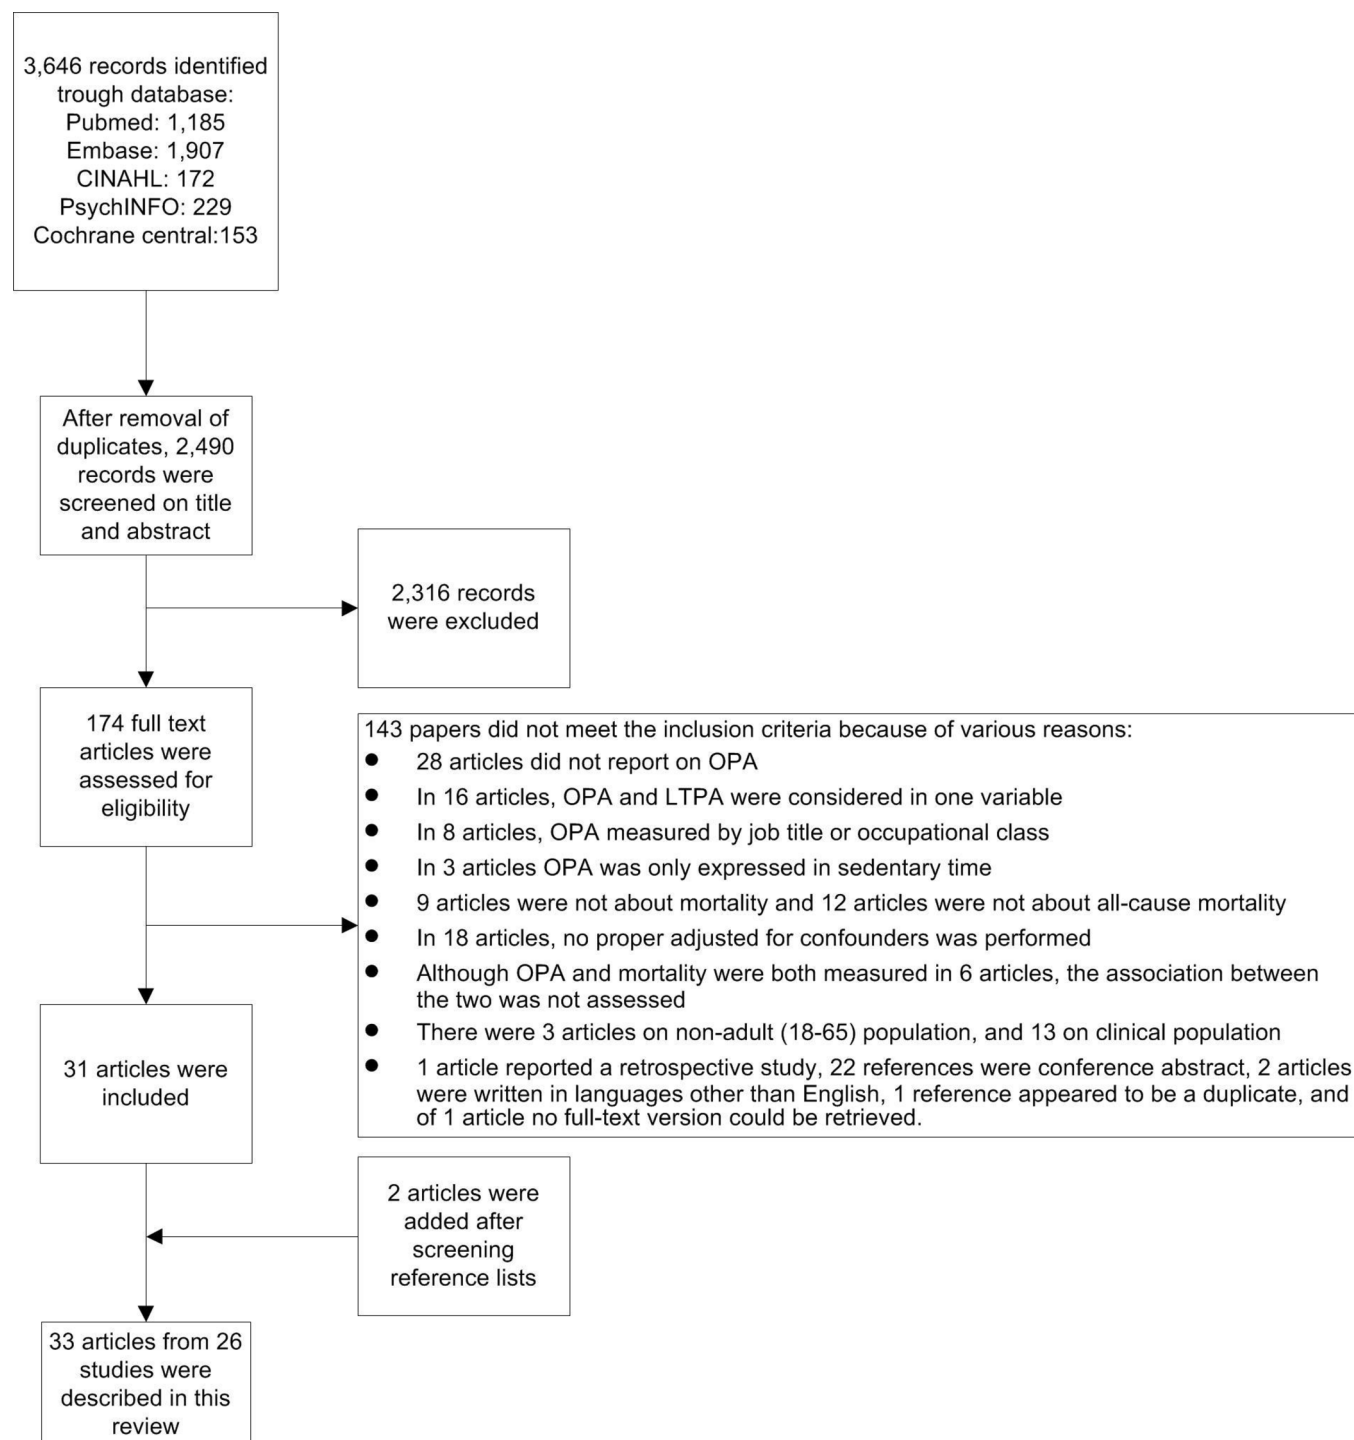 3,646 records identified
trough database:
Pubmed: 1,185
Embase: 1,907
CINAHL: 172
PsychINFO: 229
Cochrane central:153
After removal of
duplicates, 2,490
records were
screened on title
and abstract
2,316 records
were excluded
174 full text
articles were
assessed for
eligibility
143 papers did not meet the inclusion criteria because of various reasons:
● 28 articles did not report on OPA
● In 16 articles, OPA and LTPA were considered in one variable
● In 8 articles, OPA measured by job title or occupational class
● In 3 articles OPA was only expressed in sedentary time
● 9 articles were not about mortality and 12 articles were not about all-cause mortality
● In 18 articles, no proper adjusted for confounders was performed
● Although OPA and mortality were both measured in 6 articles, the association between
the two was not assessed
● There were 3 articles on non-adult (18-65) population, and 13 on clinical population
● 1 article reported a retrospective study, 22 references were conference abstract, 2 articles
were written in languages other than English, 1 reference appeared to be a duplicate, and
of 1 article no full-text version could be retrieved.
31 articles were
included
2 articles were
added after
screening
reference lists
33 articles from 26
studies were
described in this
review